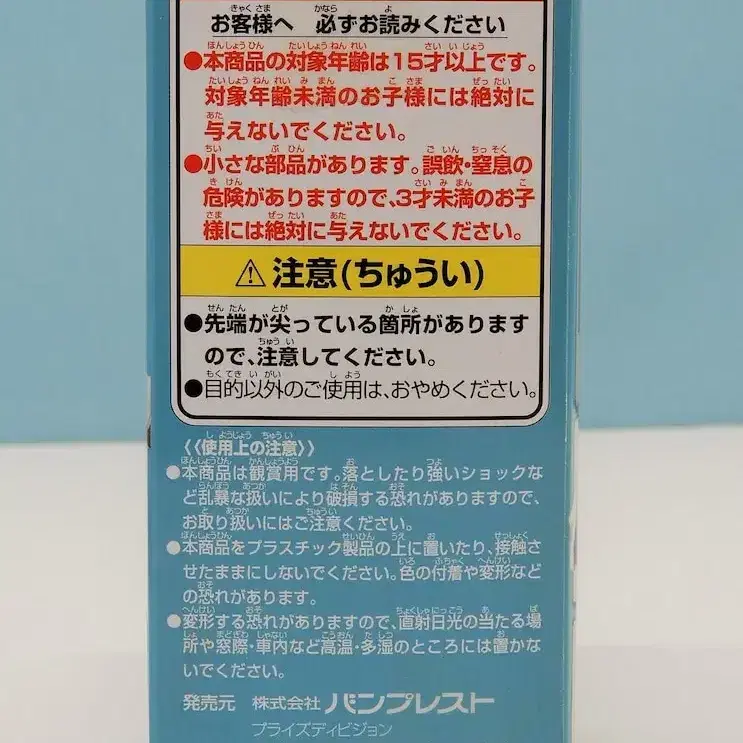 お客様へ 必ずお読みください
●本商品の対象年齢は15才以上です。
対象年齢未満のお子様には絶対に
与えないでください。
●小さな部品があります。誤飲・窒息の
危険がありますので、3才未満のお子
様には絶対に与えないでください。
⚠注意(ちゅうい)
●先端が尖っている箇所があります
ので、注意してください。
●目的以外のご使用は、おやめください。
《使用上の注意》
●本商品は観賞用です。落としたり強いショックな
ど乱暴な扱いにより破損する恐れがありますので、
お取り扱いにはご注意ください。
●本商品をプラスチック製品の上に置いたり、接触さ
せたままにしないでください。色の付着や変形など
の恐れがあります。
●変形する恐れがありますので、直射日光の当たる場
所や窓際・車内など高温・多湿のところには置かな
いでください。
発売元 株式会社 バンプレスト
プライズディビジョン